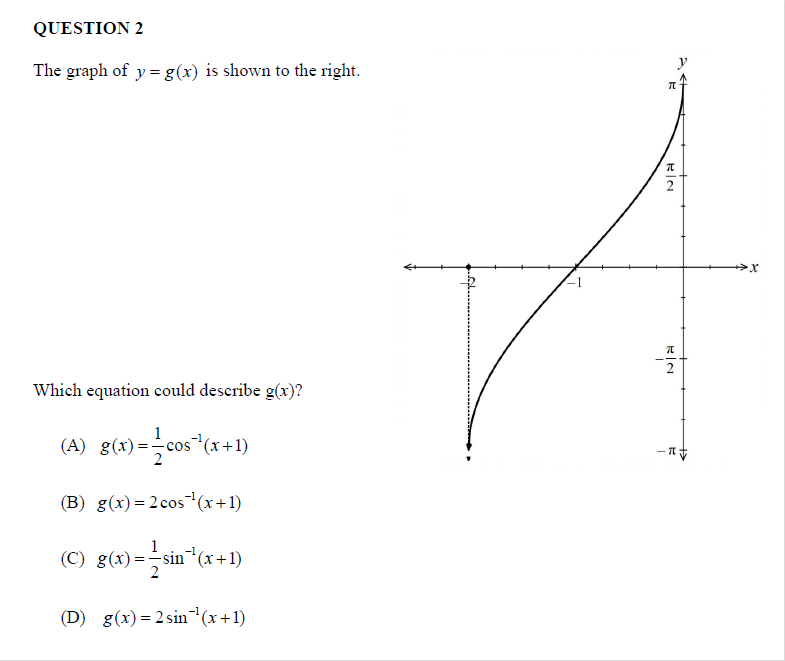 QUESTION 2
The graph of y = g(x) is shown to the right.
y
π
π/2
x
−2
−1
−π/2
−π
Which equation could describe g(x)?
(A) g(x) = 1/2 cos⁻¹(x+1)
(B) g(x) = 2cos⁻¹(x+1)
(C) g(x) = 1/2 sin⁻¹(x+1)
(D) g(x) = 2sin⁻¹(x+1)